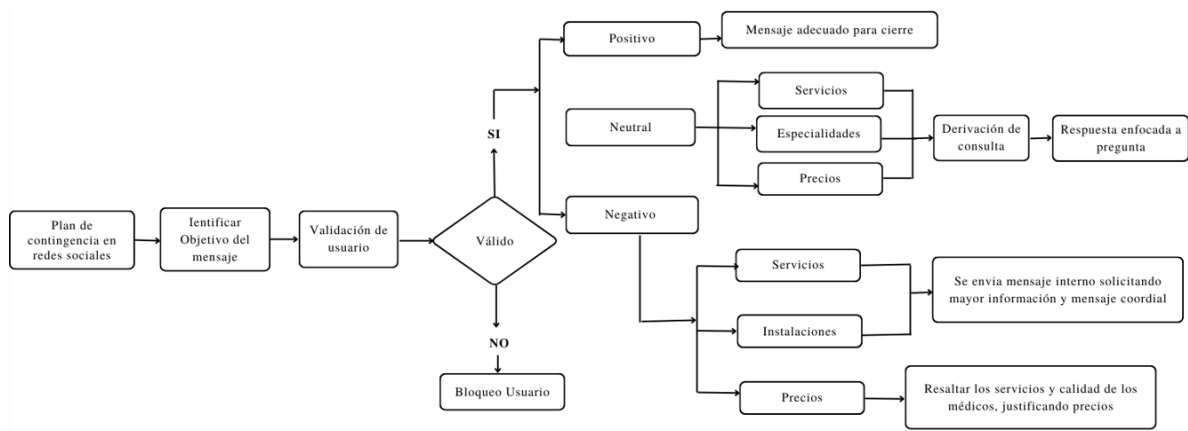 Plan de
contingencia en
redes sociales
Ientificar
Objetivo del
mensaje
Validación de
usuario
Válido
SI
NO
Bloqueo Usuario
Positivo
Mensaje adecuado para cierre
Neutral
Servicios
Especialidades
Precios
Derivación de
consulta
Respuesta enfocada a
pregunta
Negativo
Servicios
Instalaciones
Se envia mensaje interno solicitando
mayor información y mensaje coordial
Precios
Resaltar los servicios y calidad de los
médicos, justificando precios